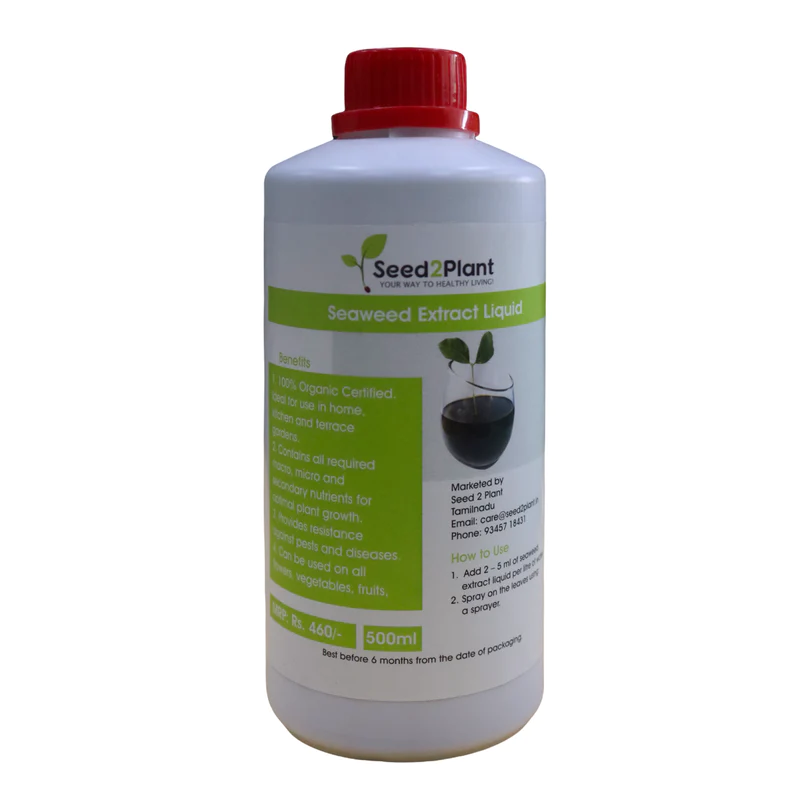 Seed2Plant
YOUR WAY TO HEALTHY LIVING!
Seaweed Extract Liquid
Benefits
1. 100% Organic Certified.
Ideal for use in home,
kitchen and terrace
gardens.
2. Contains all required
macro, micro and
secondary nutrients for
optimal plant growth.
3. Provides resistance
against pests and diseases.
4. Can be used on all
flowers, vegetables, fruits,
MRP: Rs. 460/-
500ml
Marketed by
Seed 2 Plant
Tamilnadu
Email: care@seed2plant.in
Phone: 93457 18431
How to Use
1. Add 2 – 5 ml of seaweed
extract liquid per litre of
2. Spray on the leaves using
a sprayer.
Best before 6 months from the date of packaging.